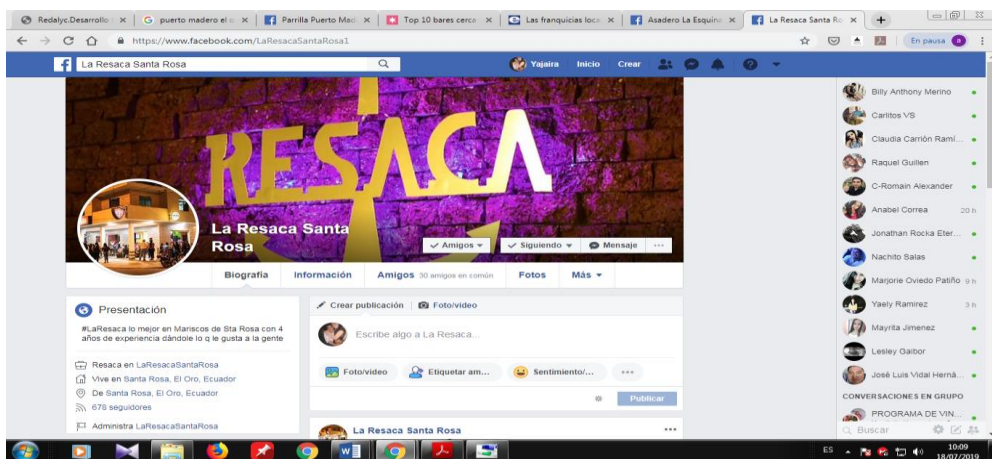 Redalyc.Desarrollo
puerto madero el o
Parrilla Puerto Mad
Top 10 bares cerca
Las franquicias loca
Asadero La Esquina
La Resaca Santa Ro
https://www.facebook.com/LaResacaSantaRosa1
En pausa
La Resaca Santa Rosa
Yajaira Inicio Crear
RESACA
La Resaca Santa
Rosa
Amigos
Siguiendo
Mensaje
Biografía Información Amigos 30 amigos en común Fotos Más
Presentación
#LaResaca lo mejor en Mariscos de Sta Rosa con 4
años de experiencia dándole lo q le gusta a la gente
Resaca en LaResacaSantaRosa
Vive en Santa Rosa, El Oro, Ecuador
De Santa Rosa, El Oro, Ecuador
678 seguidores
Administra LaResacaSantaRosa
Crear publicación Foto/video
Escribe algo a La Resaca...
Foto/video Etiquetar am... Sentimiento/...
Publicar
La Resaca Santa Rosa
Billy Anthony Merino
Carlitos VS
Claudia Carrión Ramí...
Raquel Guillen
C-Romain Alexander
Anabel Correa 20 h
Jonathan Rocka Eter...
Nachito Salas
Marjorie Oviedo Patiño 9 h
Yaely Ramirez 3 h
Mayrita Jimenez
Lesley Gaibor
José Luis Vidal Herná...
CONVERSACIONES EN GRUPO
PROGRAMA DE VIN...
Buscar
ES
10:09
18/07/2019